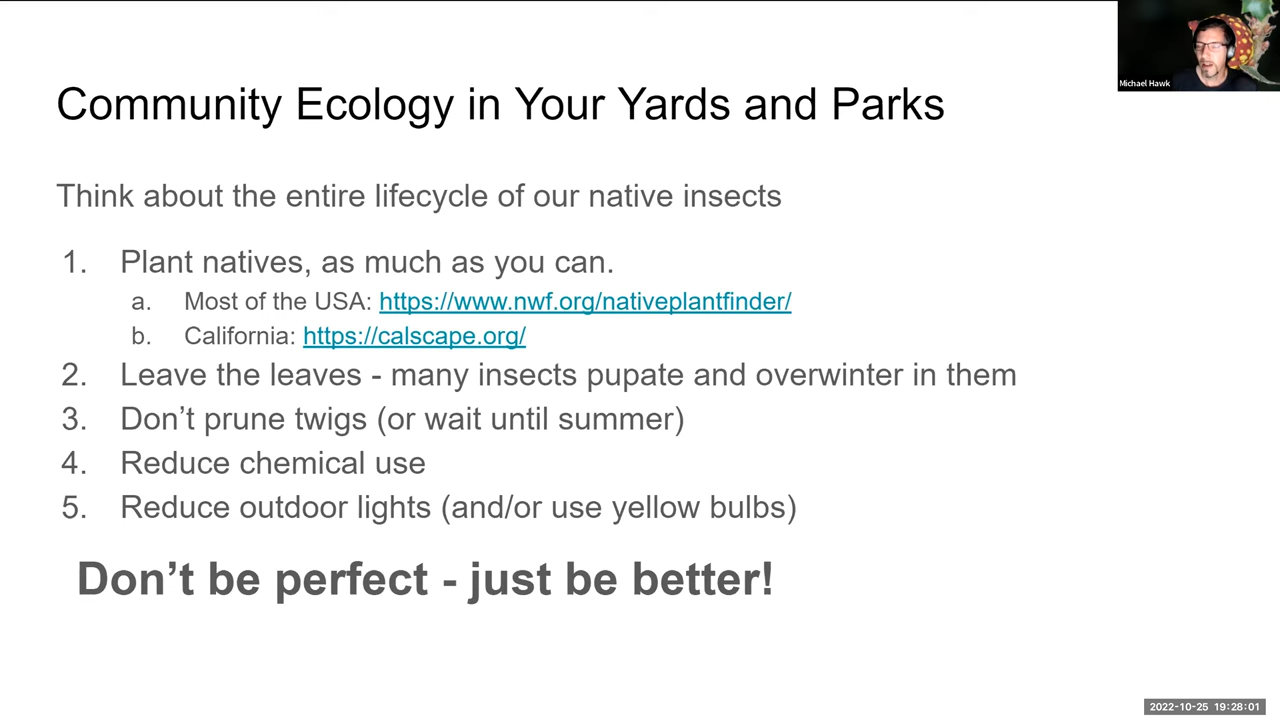 Michael Hawk
Community Ecology in Your Yards and Parks
Think about the entire lifecycle of our native insects
1. Plant natives, as much as you can.
a. Most of the USA: https://www.nwf.org/nativeplantfinder/
b. California: https://calscape.org/
2. Leave the leaves - many insects pupate and overwinter in them
3. Don’t prune twigs (or wait until summer)
4. Reduce chemical use
5. Reduce outdoor lights (and/or use yellow bulbs)
Don’t be perfect - just be better!
2022-10-25 19:28:01